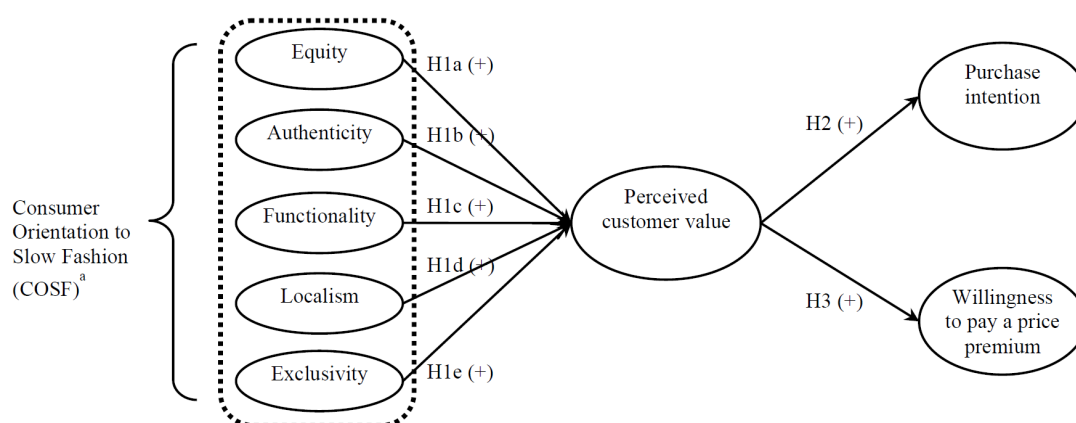 Consumer
Orientation to
Slow Fashion
(COSF)a
Equity
Authenticity
Functionality
Localism
Exclusivity
H1a (+)
H1b (+)
H1c (+)
H1d (+)
H1e (+)
Perceived
customer value
H2 (+)
H3 (+)
Purchase
intention
Willingness
to pay a price
premium